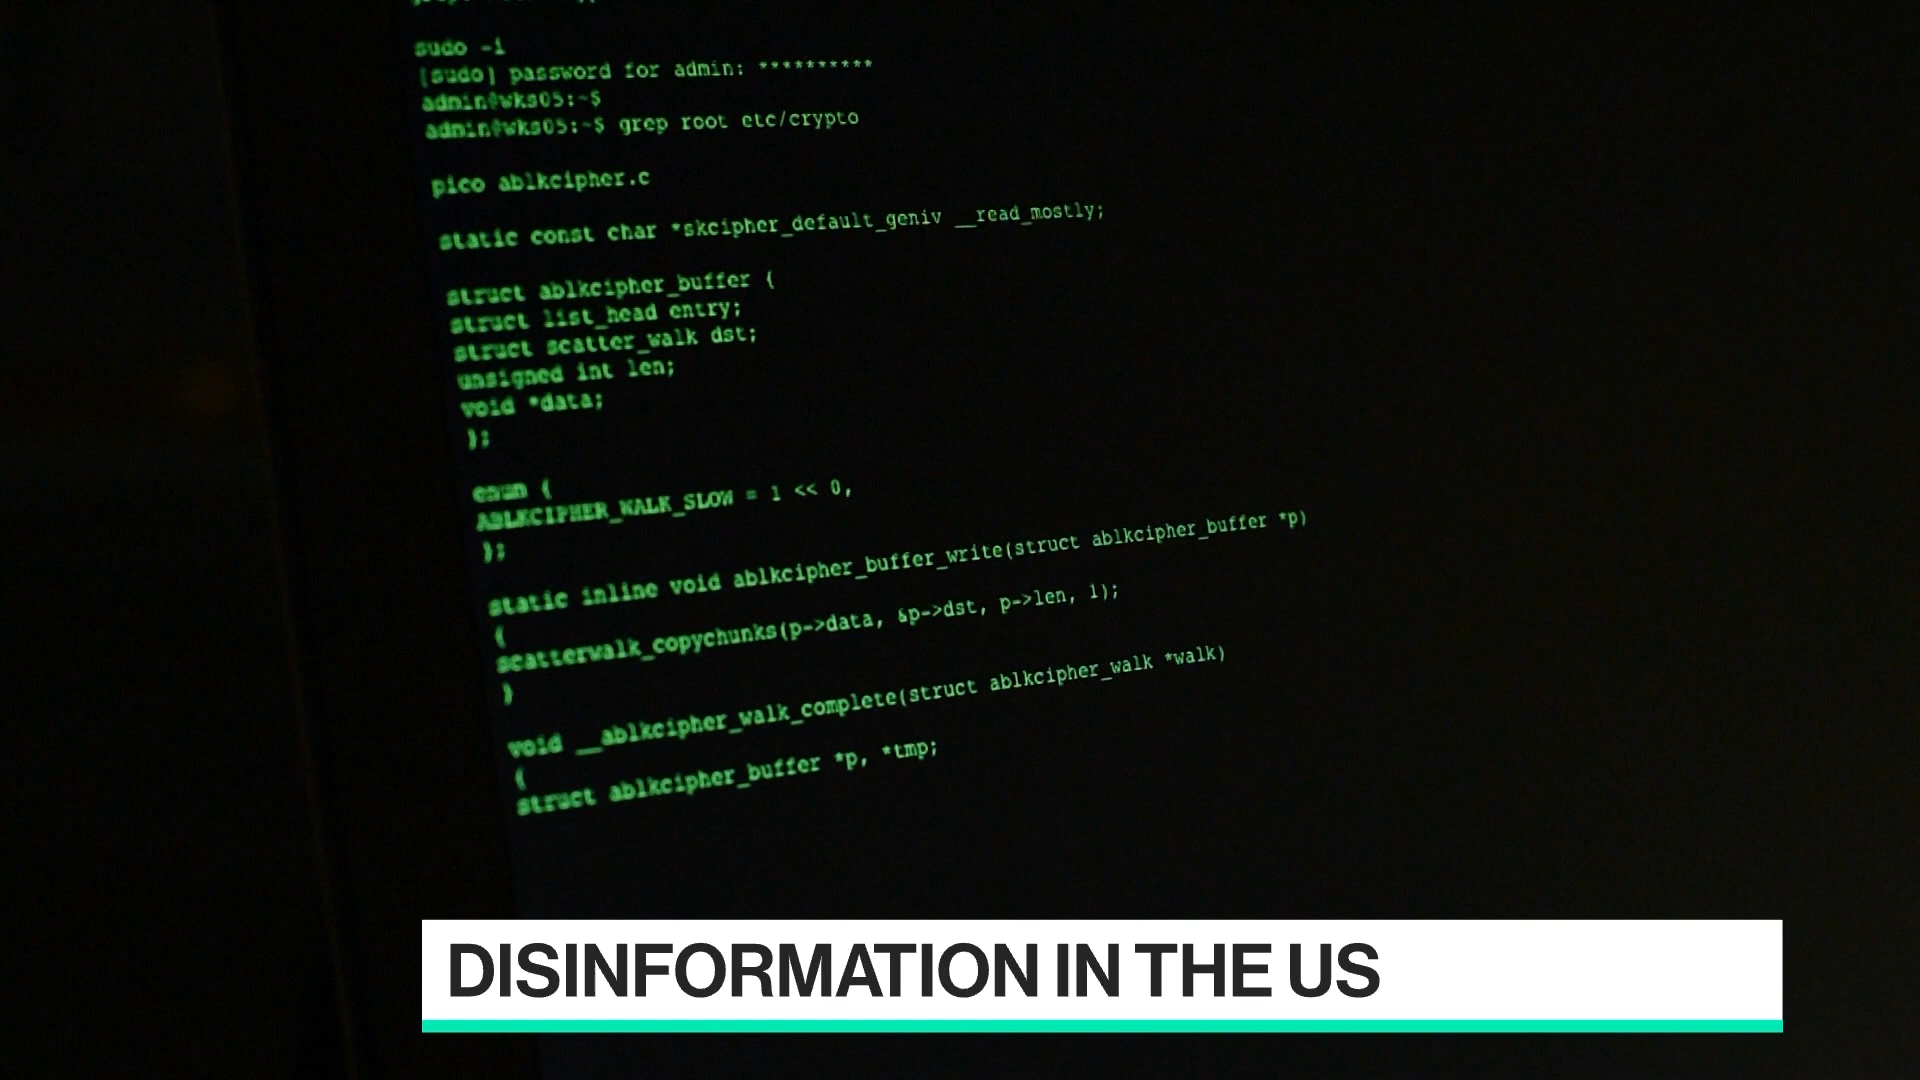 sudo -i
[sudo] password for admin: **********
admin@wks05:~$
admin@wks05:~$ grep root etc/crypto
pico ablkcipher.c
static const char *skcipher_default_geniv __read_mostly;
struct ablkcipher_buffer {
struct list_head entry;
struct scatter_walk dst;
unsigned int len;
void *data;
};
enum {
ABLKCIPHER_WALK_SLOW = 1 << 0,
};
static inline void ablkcipher_buffer_write(struct ablkcipher_buffer *p)
{
scatterwalk_copychunks(p->data, &p->dst, p->len, 1);
}
void __ablkcipher_walk_complete(struct ablkcipher_walk *walk)
{
struct ablkcipher_buffer *p, *tmp;
DISINFORMATION IN THE US